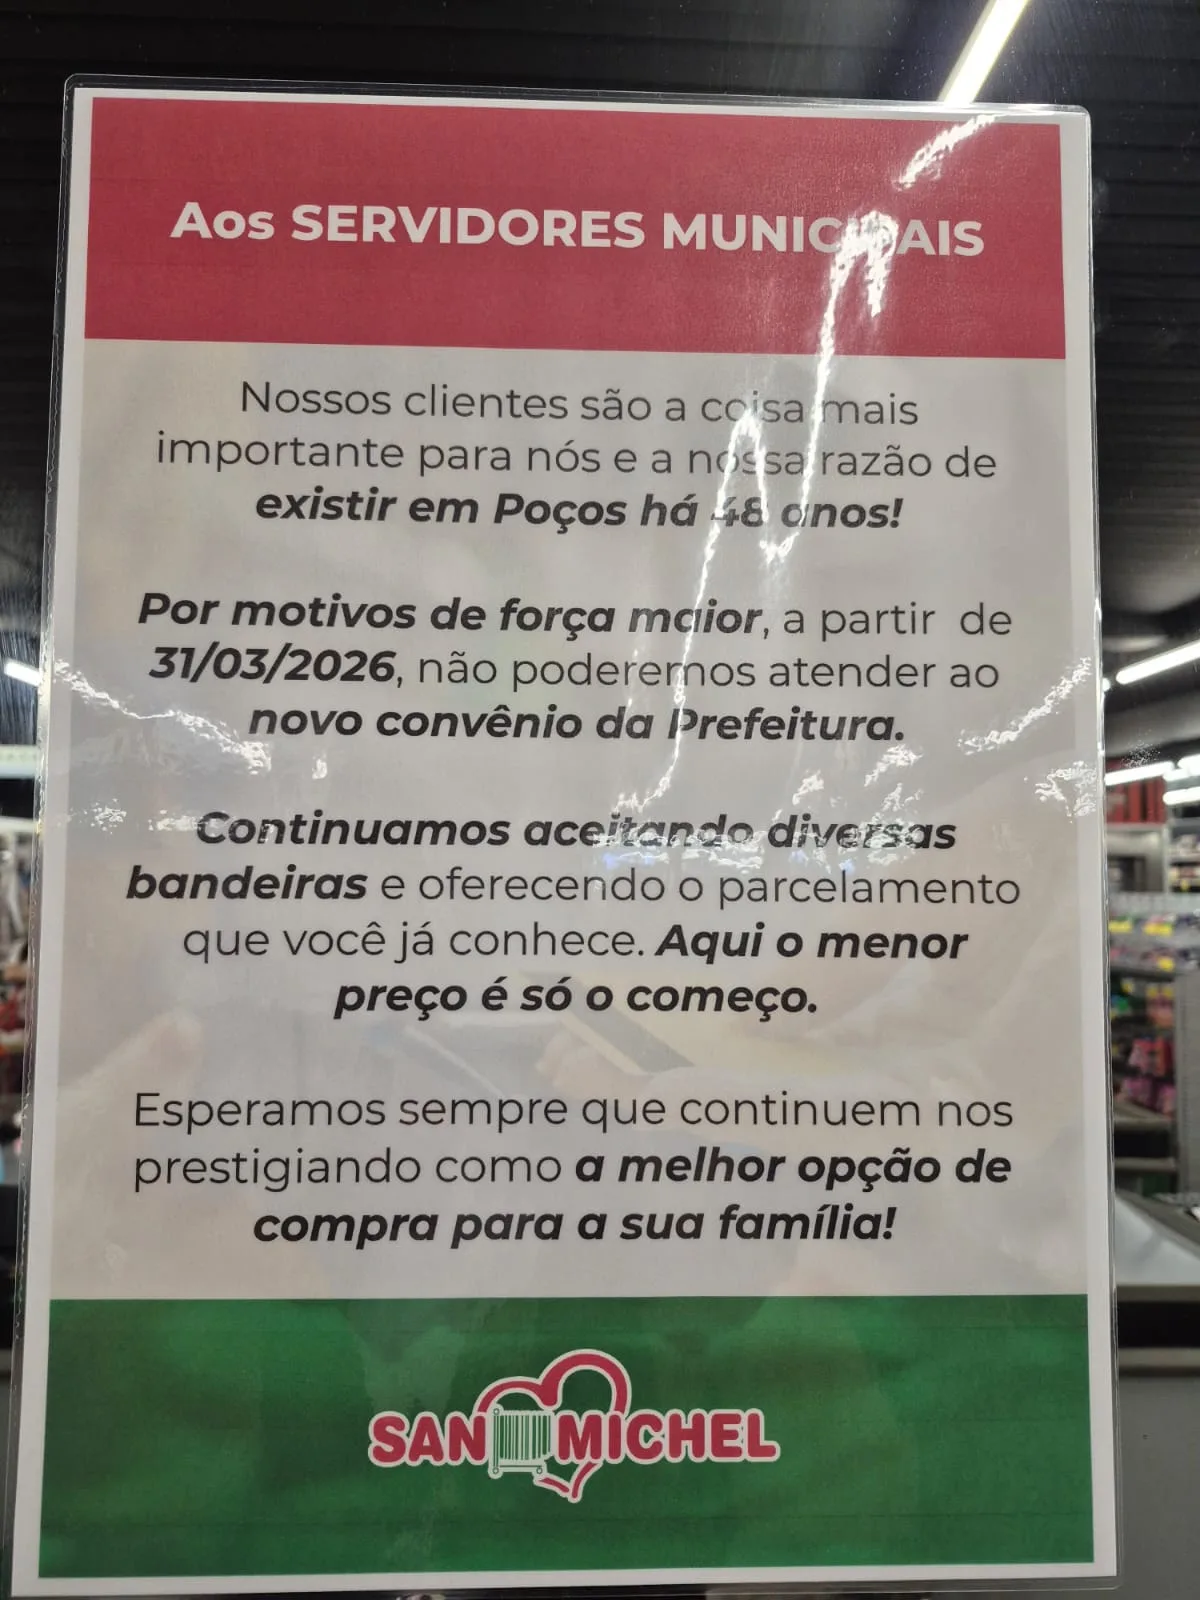 Aos SERVIDORES MUNICIPAIS
Nossos clientes são a coisa mais
importante para nós e a nossa razão de
existir em Poços há 48 anos!
Por motivos de força maior, a partir de
31/03/2026, não poderemos atender ao
novo convênio da Prefeitura.
Continuamos aceitando diversas
bandeiras e oferecendo o parcelamento
que você já conhece. Aqui o menor
preço é só o começo.
Esperamos sempre que continuem nos
prestigiando como a melhor opção de
compra para a sua família!
SAN MICHEL